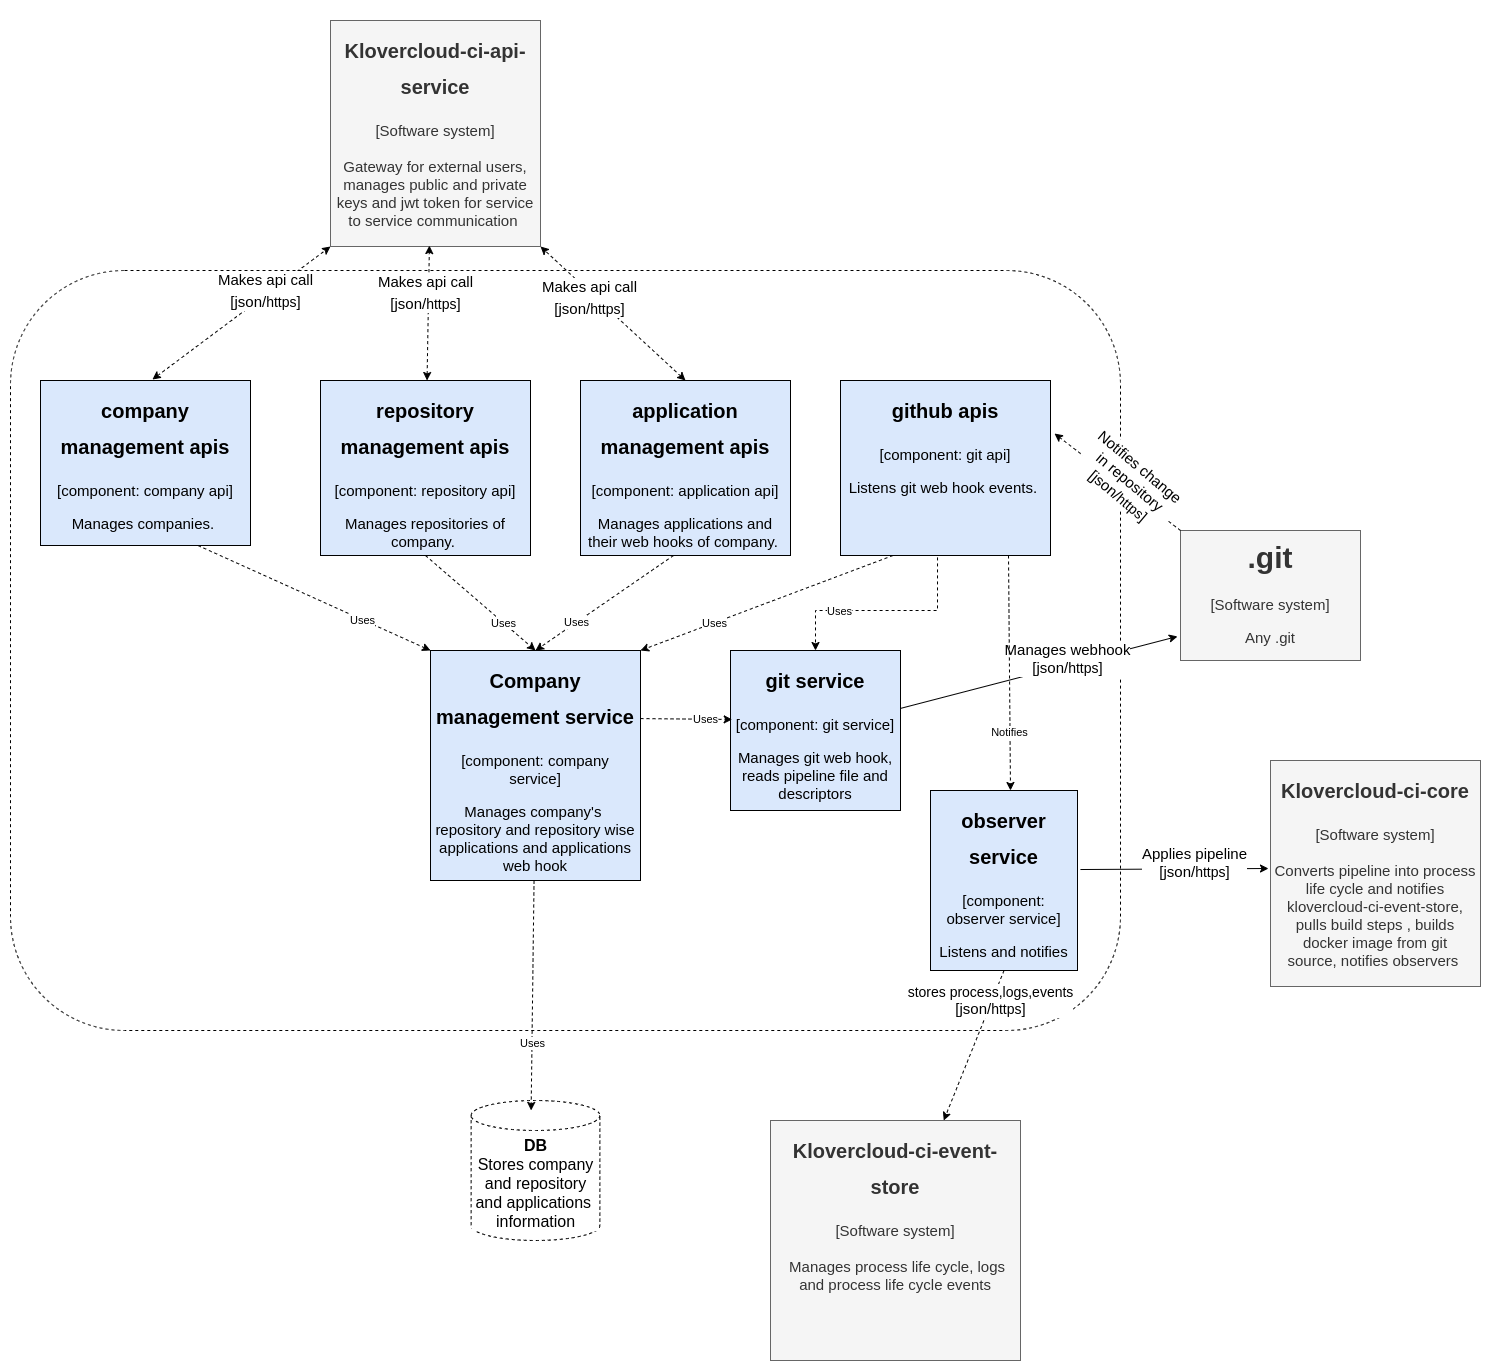 Klovercloud-ci-api-
service
[Software system]
Gateway for external users,
manages public and private
keys and jwt token for service
to service communication
Makes api call
[json/https]
Makes api call
[json/https]
Makes api call
[json/https]
company
management apis
[component: company api]
Manages companies.
repository
management apis
[component: repository api]
Manages repositories of
company.
application
management apis
[component: application api]
Manages applications and
their web hooks of company.
github apis
[component: git api]
Listens git web hook events.
Notifies change
in repository
[json/https]
.git
[Software system]
Any .git
Uses
Uses
Uses
Uses
Uses
Manages webhook
[json/https]
Company
management service
[component: company
service]
Manages company's
repository and repository wise
applications and applications
web hook
Uses
git service
[component: git service]
Manages git web hook,
reads pipeline file and
descriptors
Notifies
observer
service
[component:
observer service]
Listens and notifies
Applies pipeline
[json/https]
Klovercloud-ci-core
[Software system]
Converts pipeline into process
life cycle and notifies
klovercloud-ci-event-store,
pulls build steps , builds
docker image from git
source, notifies observers
stores process,logs,events
[json/https]
Uses
DB
Stores company
and repository
and applications
information
Klovercloud-ci-event-
store
[Software system]
Manages process life cycle, logs
and process life cycle events